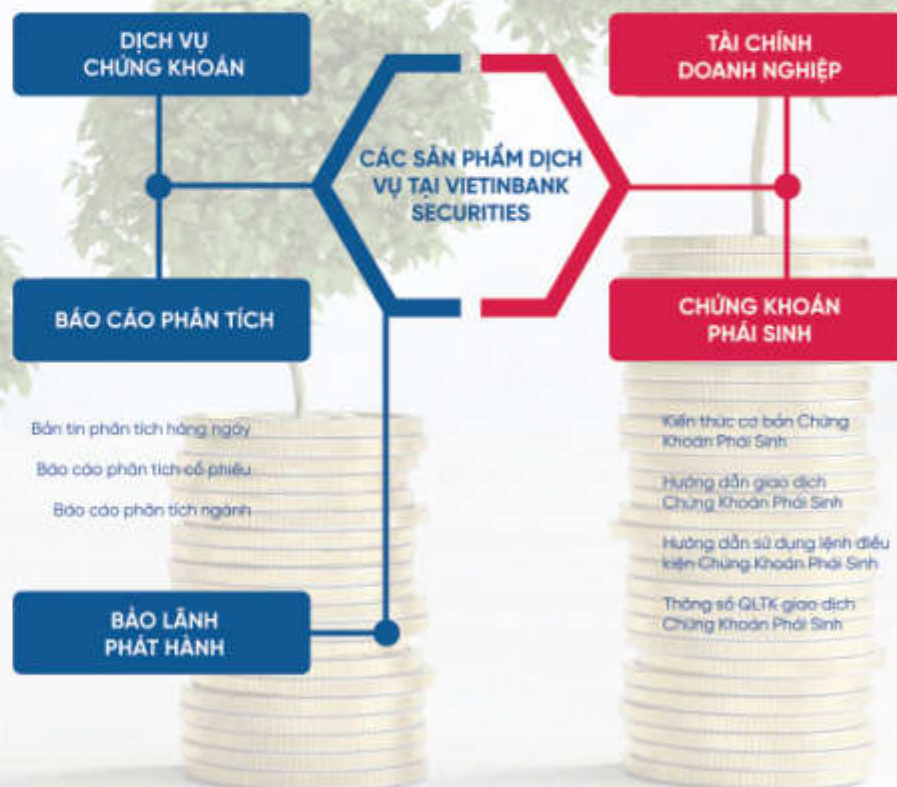 DỊCH VỤ
CHỨNG KHOÁN
TÀI CHÍNH
DOANH NGHIỆP
CÁC SẢN PHẨM DỊCH
VỤ TẠI VIETINBANK
SECURITIES
BÁO CÁO PHÂN TÍCH
CHỨNG KHOÁN
PHÁI SINH
Bản tin phân tích hàng ngày
Báo cáo phân tích cổ phiếu
Báo cáo phân tích ngành
Kiến thức cơ bản Chứng
Khoán Phái Sinh
Hướng dẫn giao dịch
Chứng Khoán Phái Sinh
Hướng dẫn sử dụng lệnh điều
kiện Chứng Khoán Phái Sinh
Thông số QLTK giao dịch
Chứng Khoán Phái Sinh
BẢO LÃNH
PHÁT HÀNH